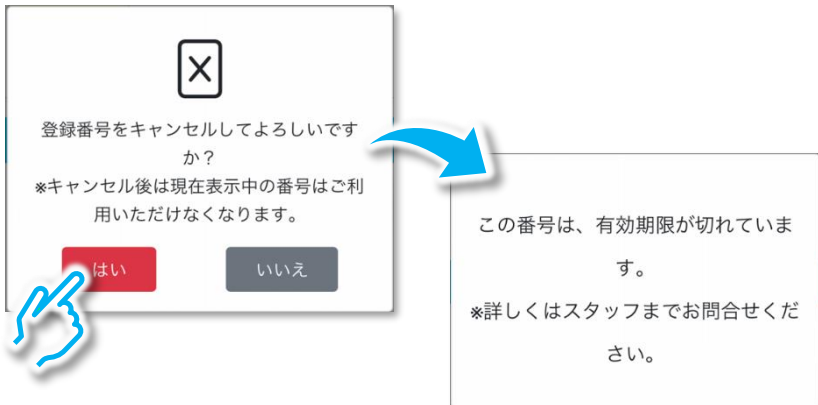 登録番号をキャンセルしてよろしいです
か？
※キャンセル後は現在表示中の番号はご利
用いただけなくなります。
はい
いいえ
この番号は、有効期限が切れていま
す。
※詳しくはスタッフまでお問合せくだ
さい。